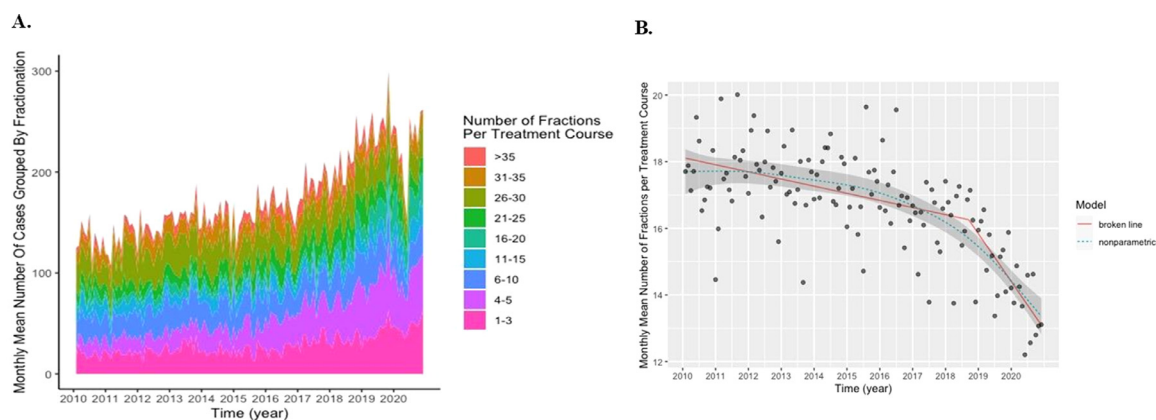 A.
Monthly Mean Number Of Cases Grouped By Fractionation
300
200
100
0
2010 2011 2012 2013 2014 2015 2016 2017 2018 2019 2020
Time (year)
Number of Fractions
Per Treatment Course
>35
31-35
26-30
21-25
16-20
11-15
6-10
4-5
1-3
B.
Monthly Mean Number of Fractions per Treatment Course
20
18
16
14
12
2010 2011 2012 2013 2014 2015 2016 2017 2018 2019 2020
Time (year)
Model
broken line
nonparametric